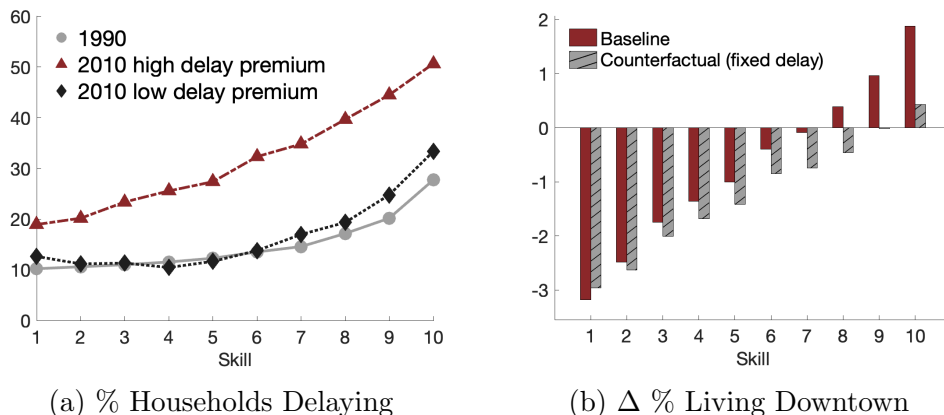 60
50
40
30
20
10
0
1990
2010 high delay premium
2010 low delay premium
1 2 3 4 5 6 7 8 9 10
Skill
(a) % Households Delaying
2
1
0
-1
-2
-3
Baseline
Counterfactual (fixed delay)
1 2 3 4 5 6 7 8 9 10
Skill
(b) Δ % Living Downtown